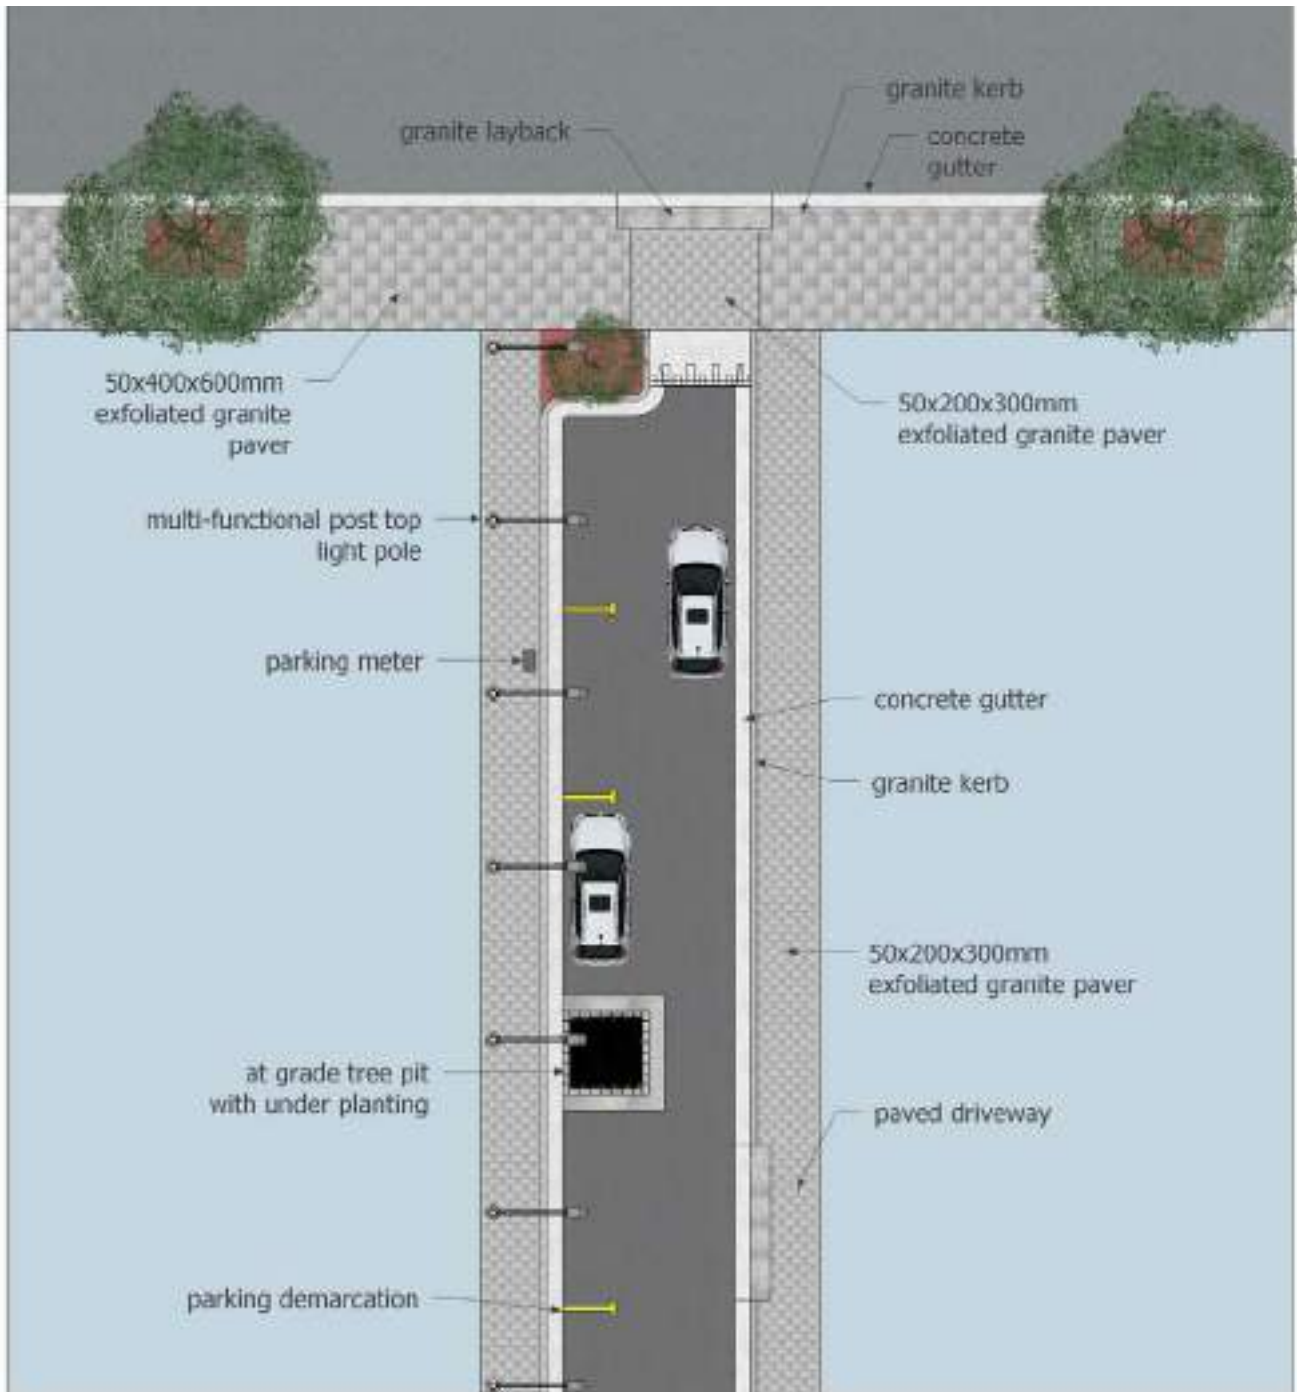 granite kerb
granite layback
concrete
gutter
50x400x600mm
exfoliated granite
paver
50x200x300mm
exfoliated granite paver
multi-functional post top
light pole
parking meter
concrete gutter
granite kerb
50x200x300mm
exfoliated granite paver
at grade tree pit
with under planting
paved driveway
parking demarcation